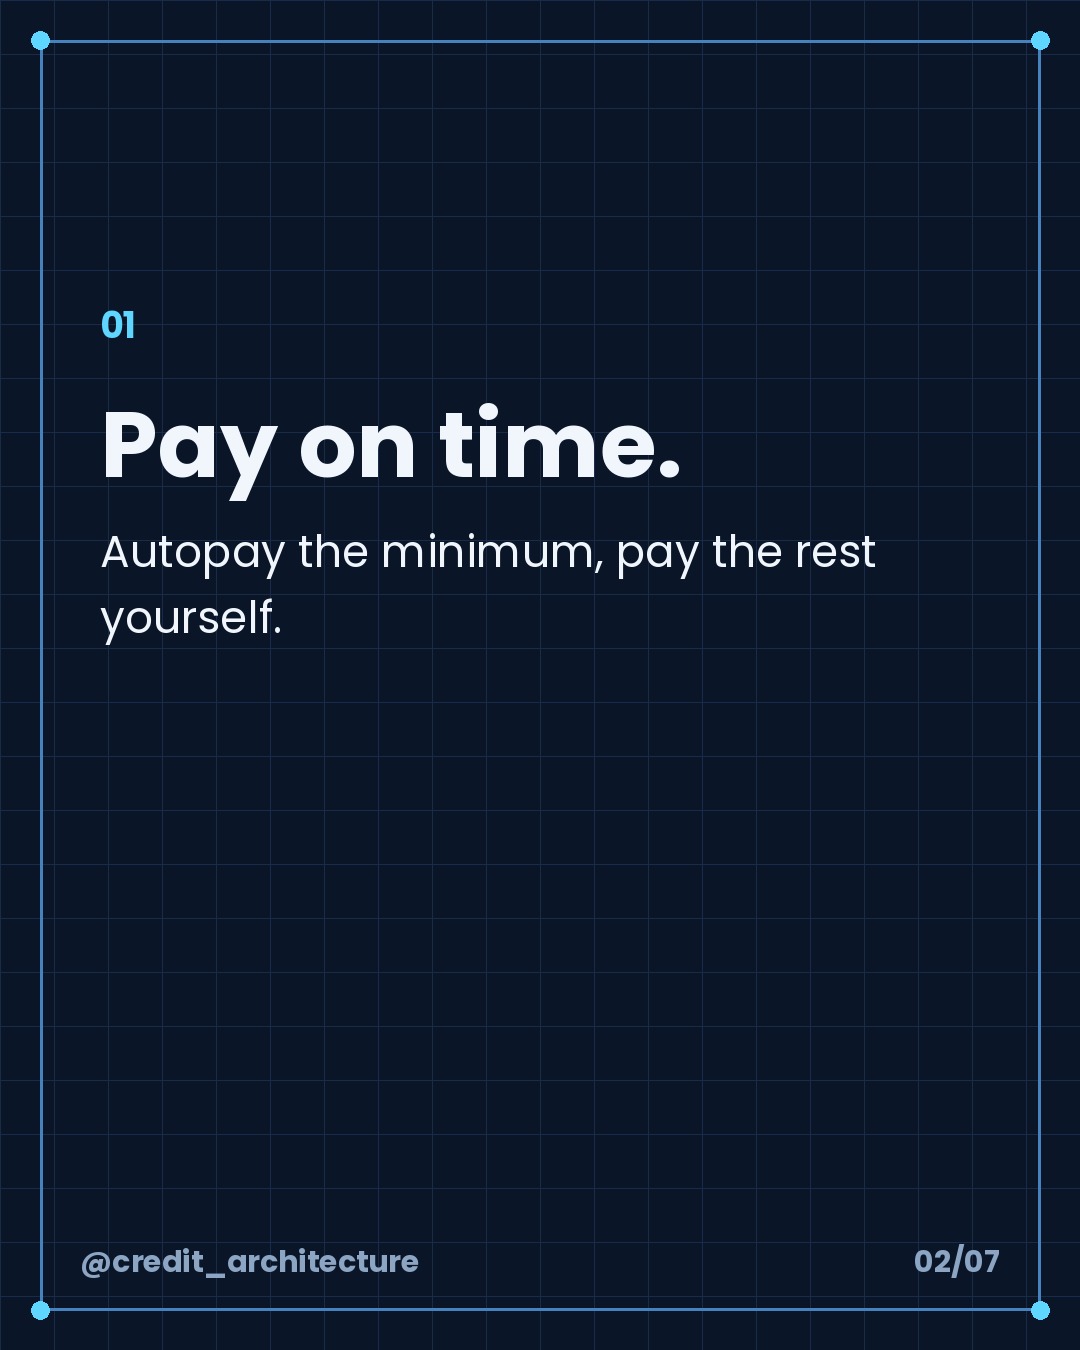 01
Pay on time.
Autopay the minimum, pay the rest
yourself.
@credit_architecture
02/07